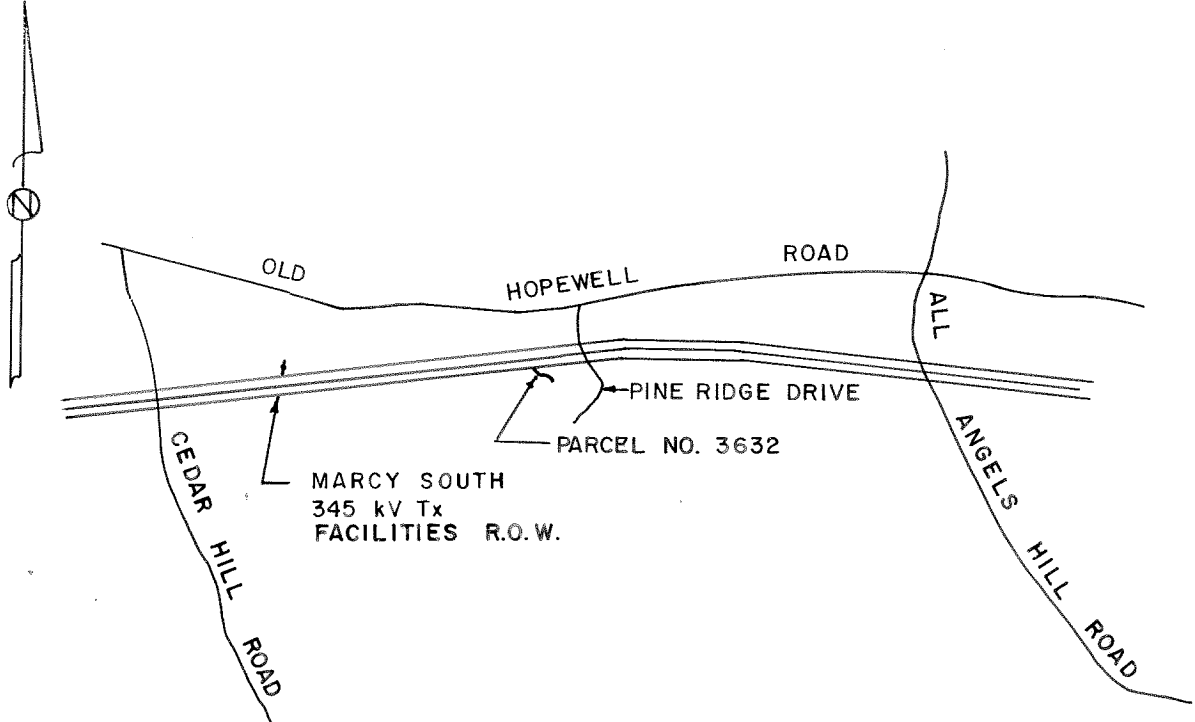 N
OLD HOPEWELL ROAD
ALL ANGELS HILL ROAD
PINE RIDGE DRIVE
PARCEL NO. 3632
CEDAR HILL ROAD
MARCY SOUTH
345 kV Tx
FACILITIES R.O.W.